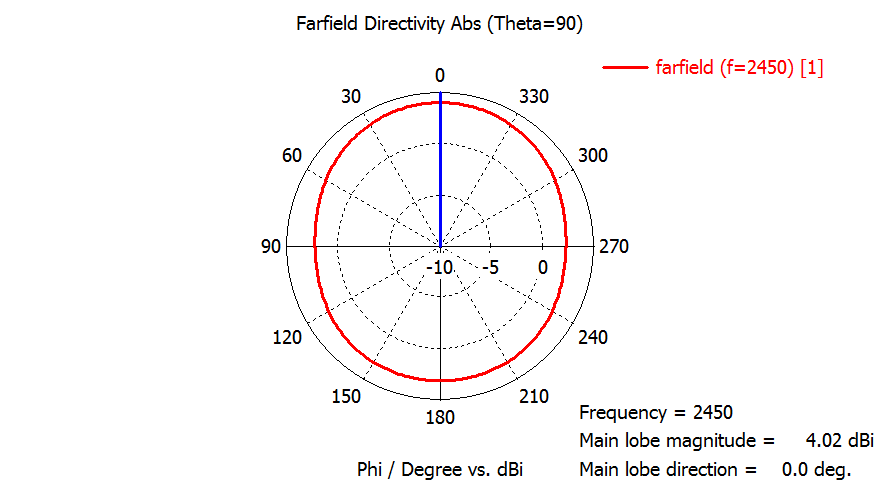 Farfield Directivity Abs (Theta=90)
farfield (f=2450) [1]
0
30 330
60 300
90 -10 -5 0 270
120 240
150 210
180
Frequency = 2450
Main lobe magnitude = 4.02 dBi
Phi / Degree vs. dBi Main lobe direction = 0.0 deg.